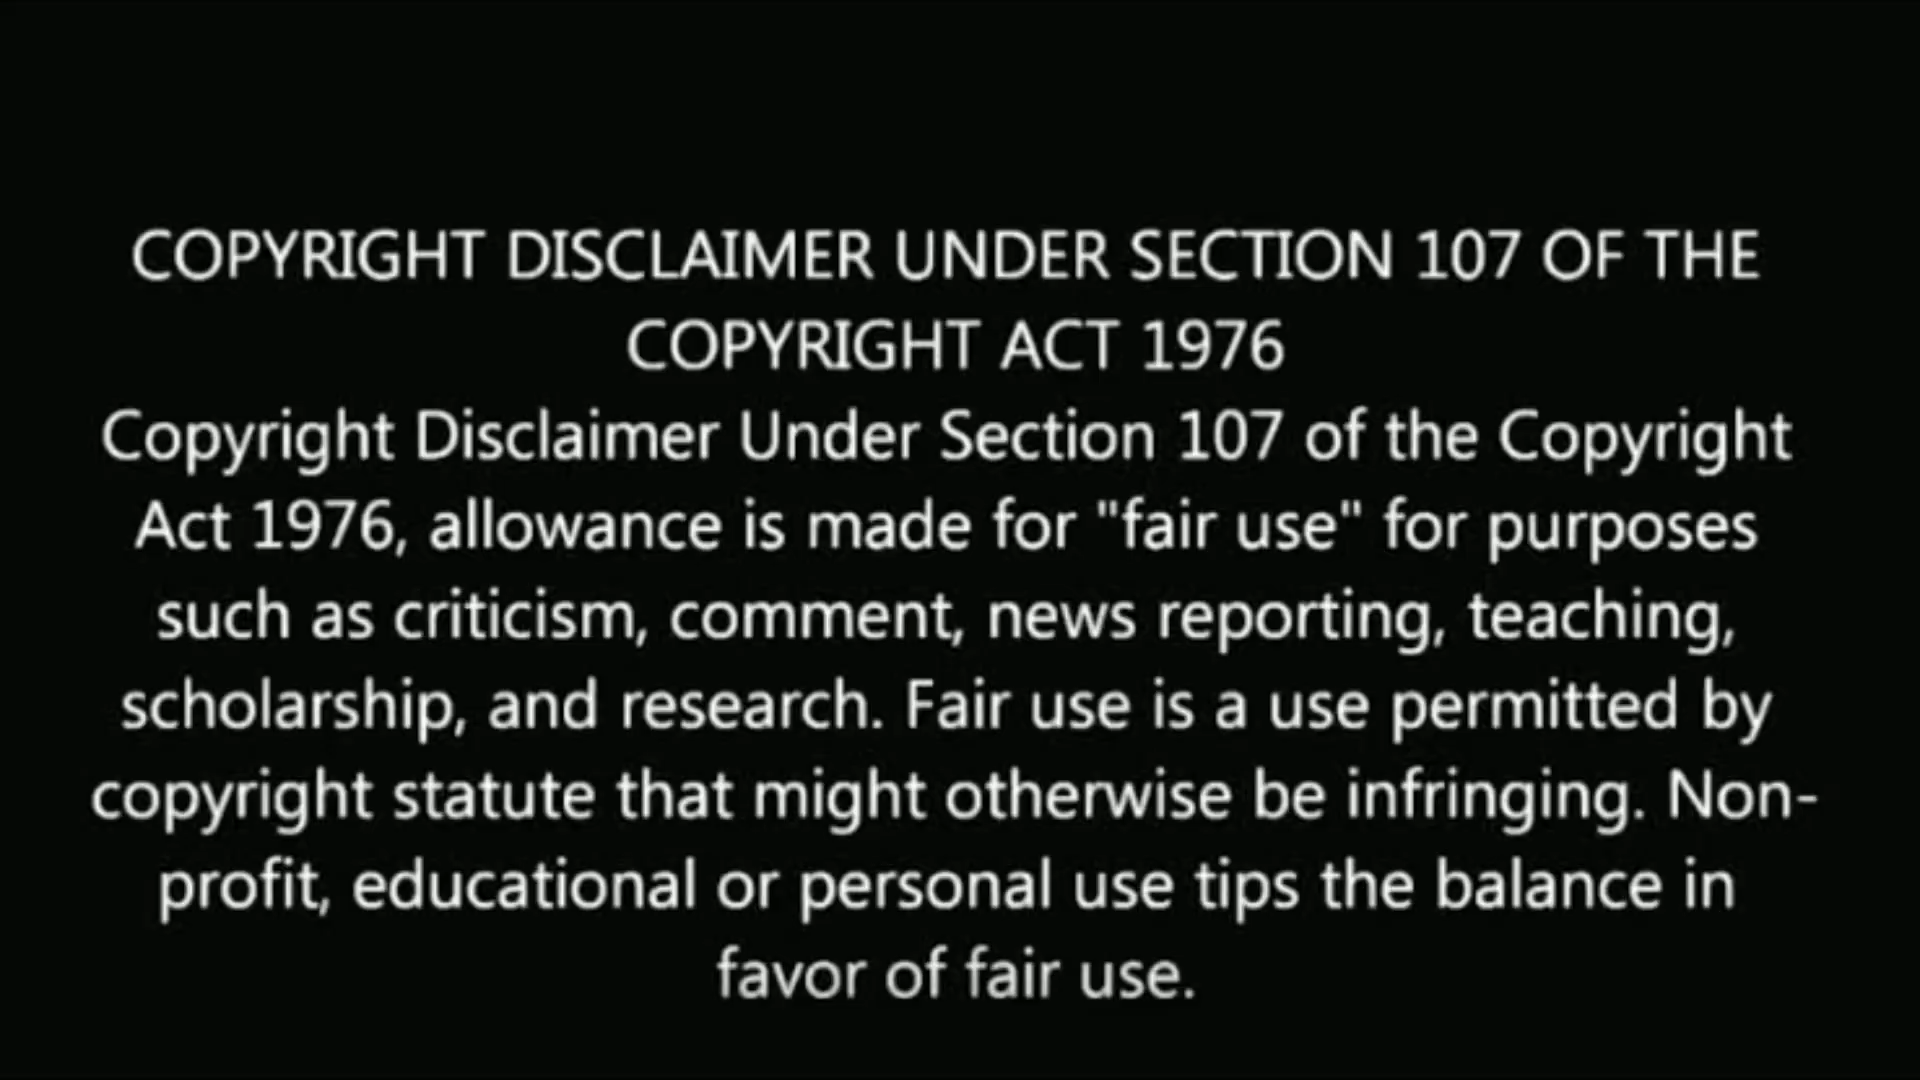 COPYRIGHT DISCLAIMER UNDER SECTION 107 OF THE
COPYRIGHT ACT 1976
Copyright Disclaimer Under Section 107 of the Copyright
Act 1976, allowance is made for "fair use" for purposes
such as criticism, comment, news reporting, teaching,
scholarship, and research. Fair use is a use permitted by
copyright statute that might otherwise be infringing. Non-
profit, educational or personal use tips the balance in
favor of fair use.